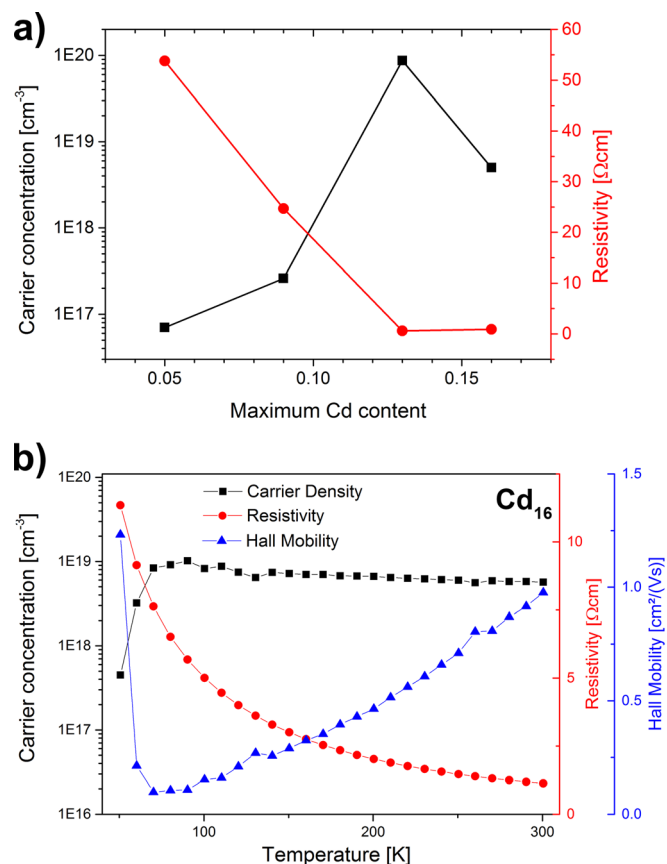 a)
1E20
1E19
1E18
1E17
Carrier concentration [cm⁻³]
60
50
40
30
20
10
0
Resistivity [Ωcm]
0.05
0.10
0.15
Maximum Cd content
b)
1E20
1E19
1E18
1E17
1E16
Carrier concentration [cm⁻³]
Carrier Density
Resistivity
Hall Mobility
Cd₁₆
10
5
0
Resistivity [Ωcm]
1.5
1.0
0.5
0.0
Hall Mobility [cm²/(Vs)]
100
200
300
Temperature [K]